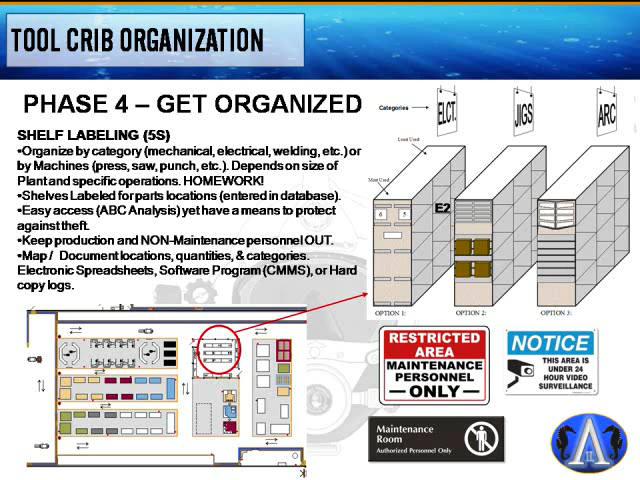 TOOL CRIB ORGANIZATION
PHASE 4 – GET ORGANIZED
SHELF LABELING (5S)
•Organize by category (mechanical, electrical, welding, etc.) or
by Machines (press, saw, punch, etc.). Depends on size of
Plant and specific operations. HOMEWORK!
•Shelves Labeled for parts locations (entered in database).
•Easy access (ABC Analysis) yet have a means to protect
against theft.
•Keep production and NON-Maintenance personnel OUT.
•Map / Document locations, quantities, & categories.
Electronic Spreadsheets, Software Program (CMMS), or Hard
copy logs.
Categories
ELCT.
JIGS
ARC
Least Used
Most Used
6 5
E2
OPTION 1:
OPTION 2:
OPTION 3:
RESTRICTED
AREA
MAINTENANCE
PERSONNEL
ONLY
NOTICE
THIS AREA IS
UNDER 24
HOUR VIDEO
SURVEILLANCE
Maintenance
Room
Authorized Personnel Only